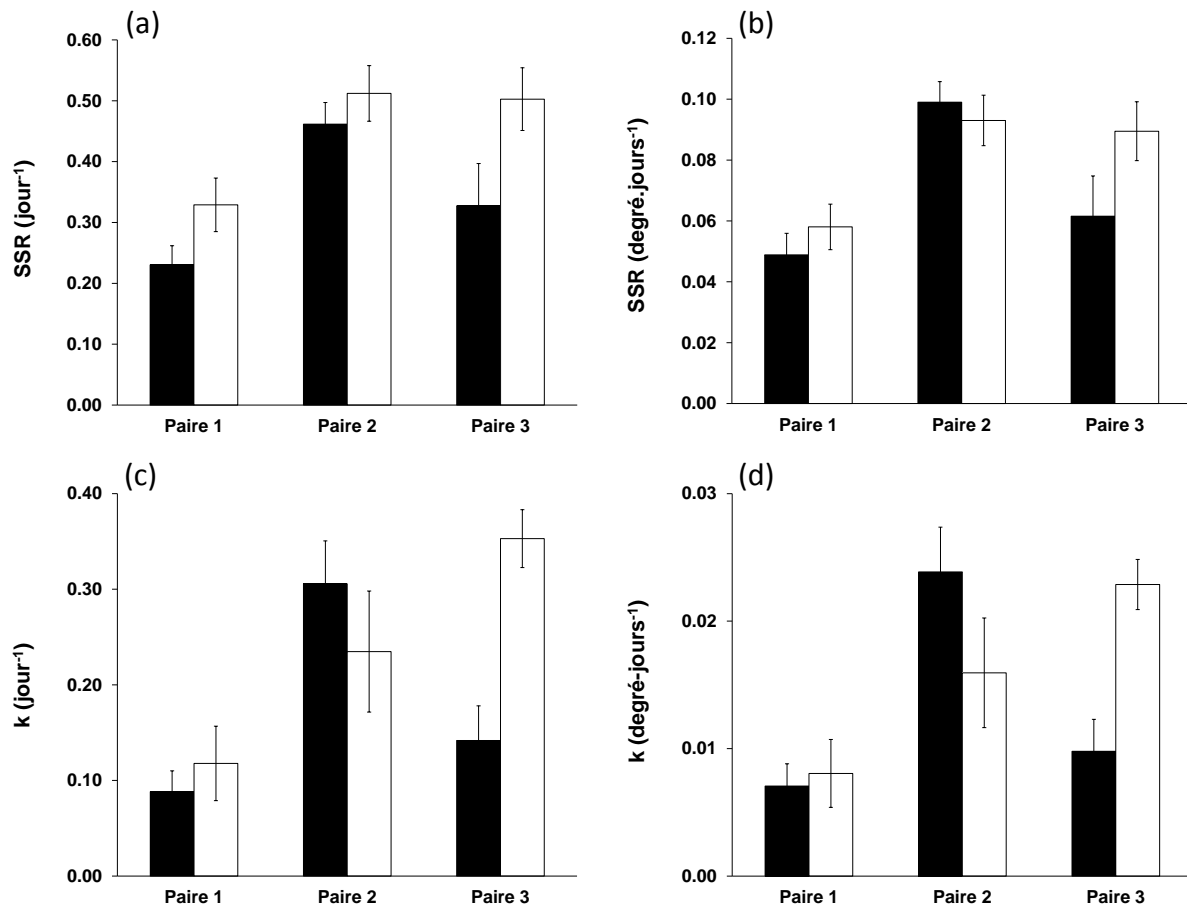 (a)
SSR (jour⁻¹)
0.60
0.50
0.40
0.30
0.20
0.10
0.00
Paire 1 Paire 2 Paire 3
(b)
SSR (degré.jours⁻¹)
0.12
0.10
0.08
0.06
0.04
0.02
0.00
Paire 1 Paire 2 Paire 3
(c)
k (jour⁻¹)
0.40
0.30
0.20
0.10
0.00
Paire 1 Paire 2 Paire 3
(d)
k (degré-jours⁻¹)
0.03
0.02
0.01
0.00
Paire 1 Paire 2 Paire 3